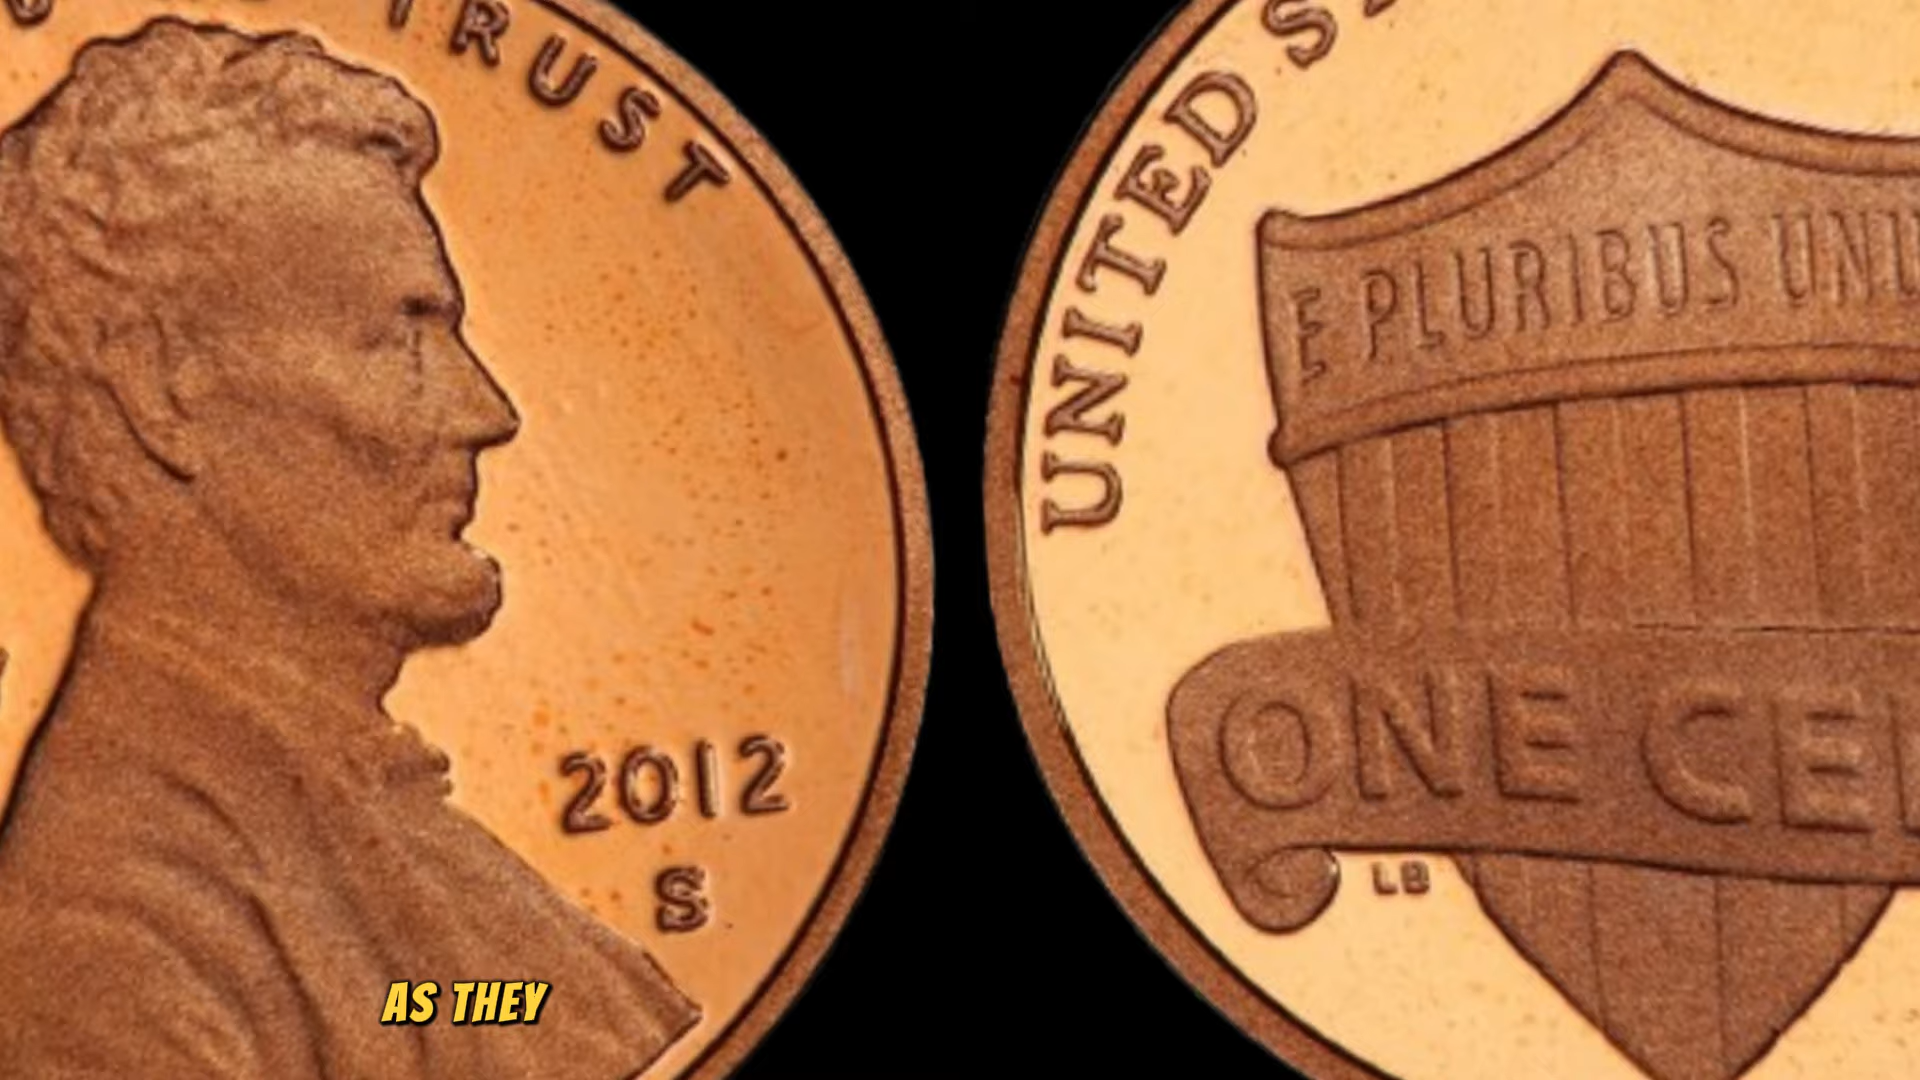 TRUST
2012
S
UNITED S
E PLURIBUS UNU
ONE CE
LB
AS THEY